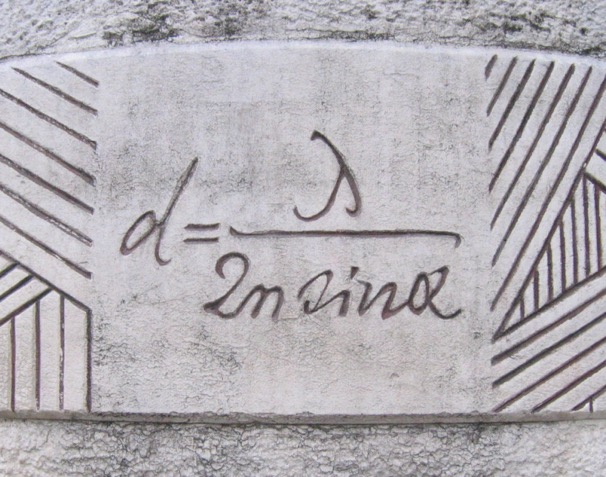 d = λ / 2n sin α